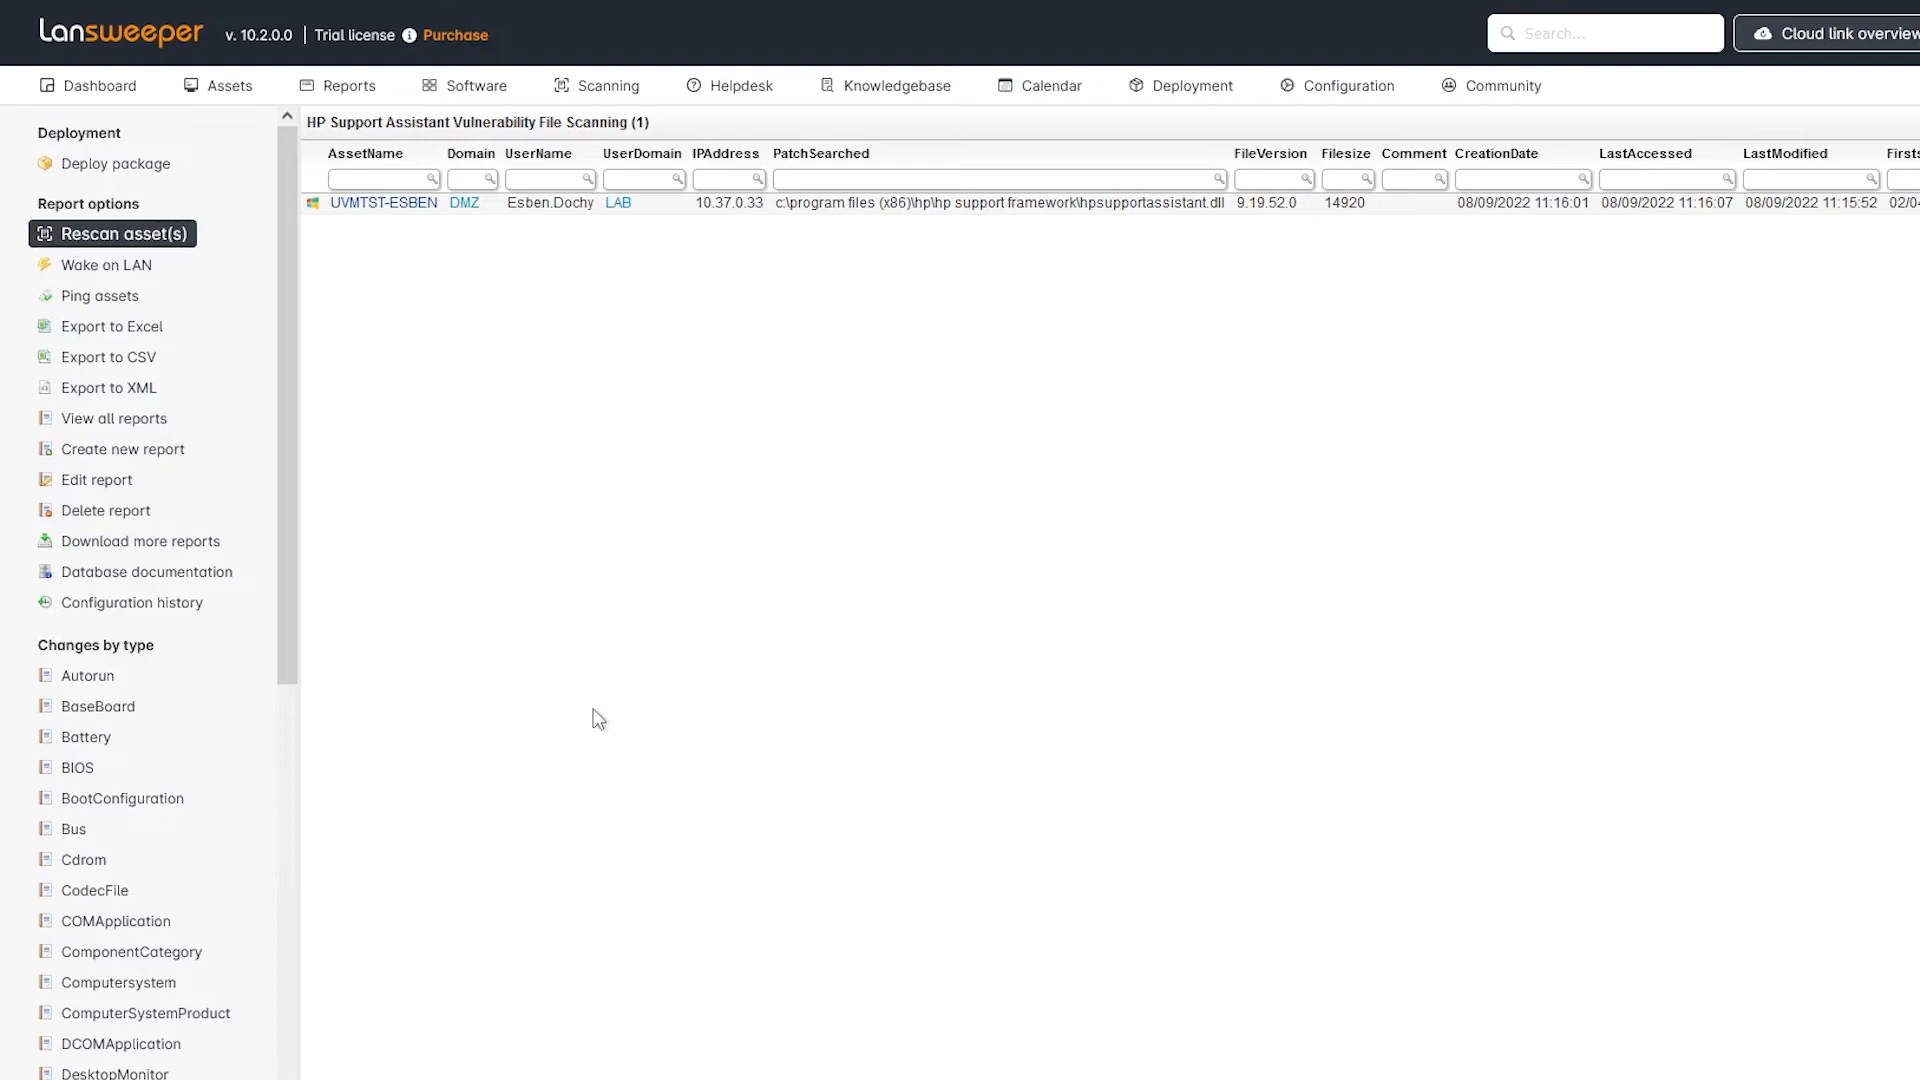 Lansweeper v. 10.2.0.0 | Trial license Purchase Search... Cloud link overview
Dashboard Assets Reports Software Scanning Helpdesk Knowledgebase Calendar Deployment Configuration Community
Deployment
Deploy package
Report options
Rescan asset(s)
Wake on LAN
Ping assets
Export to Excel
Export to CSV
Export to XML
View all reports
Create new report
Edit report
Delete report
Download more reports
Database documentation
Configuration history
Changes by type
Autorun
BaseBoard
Battery
BIOS
BootConfiguration
Bus
Cdrom
CodecFile
COMApplication
ComponentCategory
Computersystem
ComputerSystemProduct
DCOMApplication
DesktopMonitor
HP Support Assistant Vulnerability File Scanning (1)
AssetName Domain UserName UserDomain IPAddress PatchSearched FileVersion Filesize Comment CreationDate LastAccessed LastModified Firsts
UVMTST-ESBEN DMZ Esben.Dochy LAB 10.37.0.33 c:\program files (x86)\hp\hp support framework\hpsupportassistant.dll 9.19.52.0 14920 08/09/2022 11:16:01 08/09/2022 11:16:07 08/09/2022 11:15:52 02/0